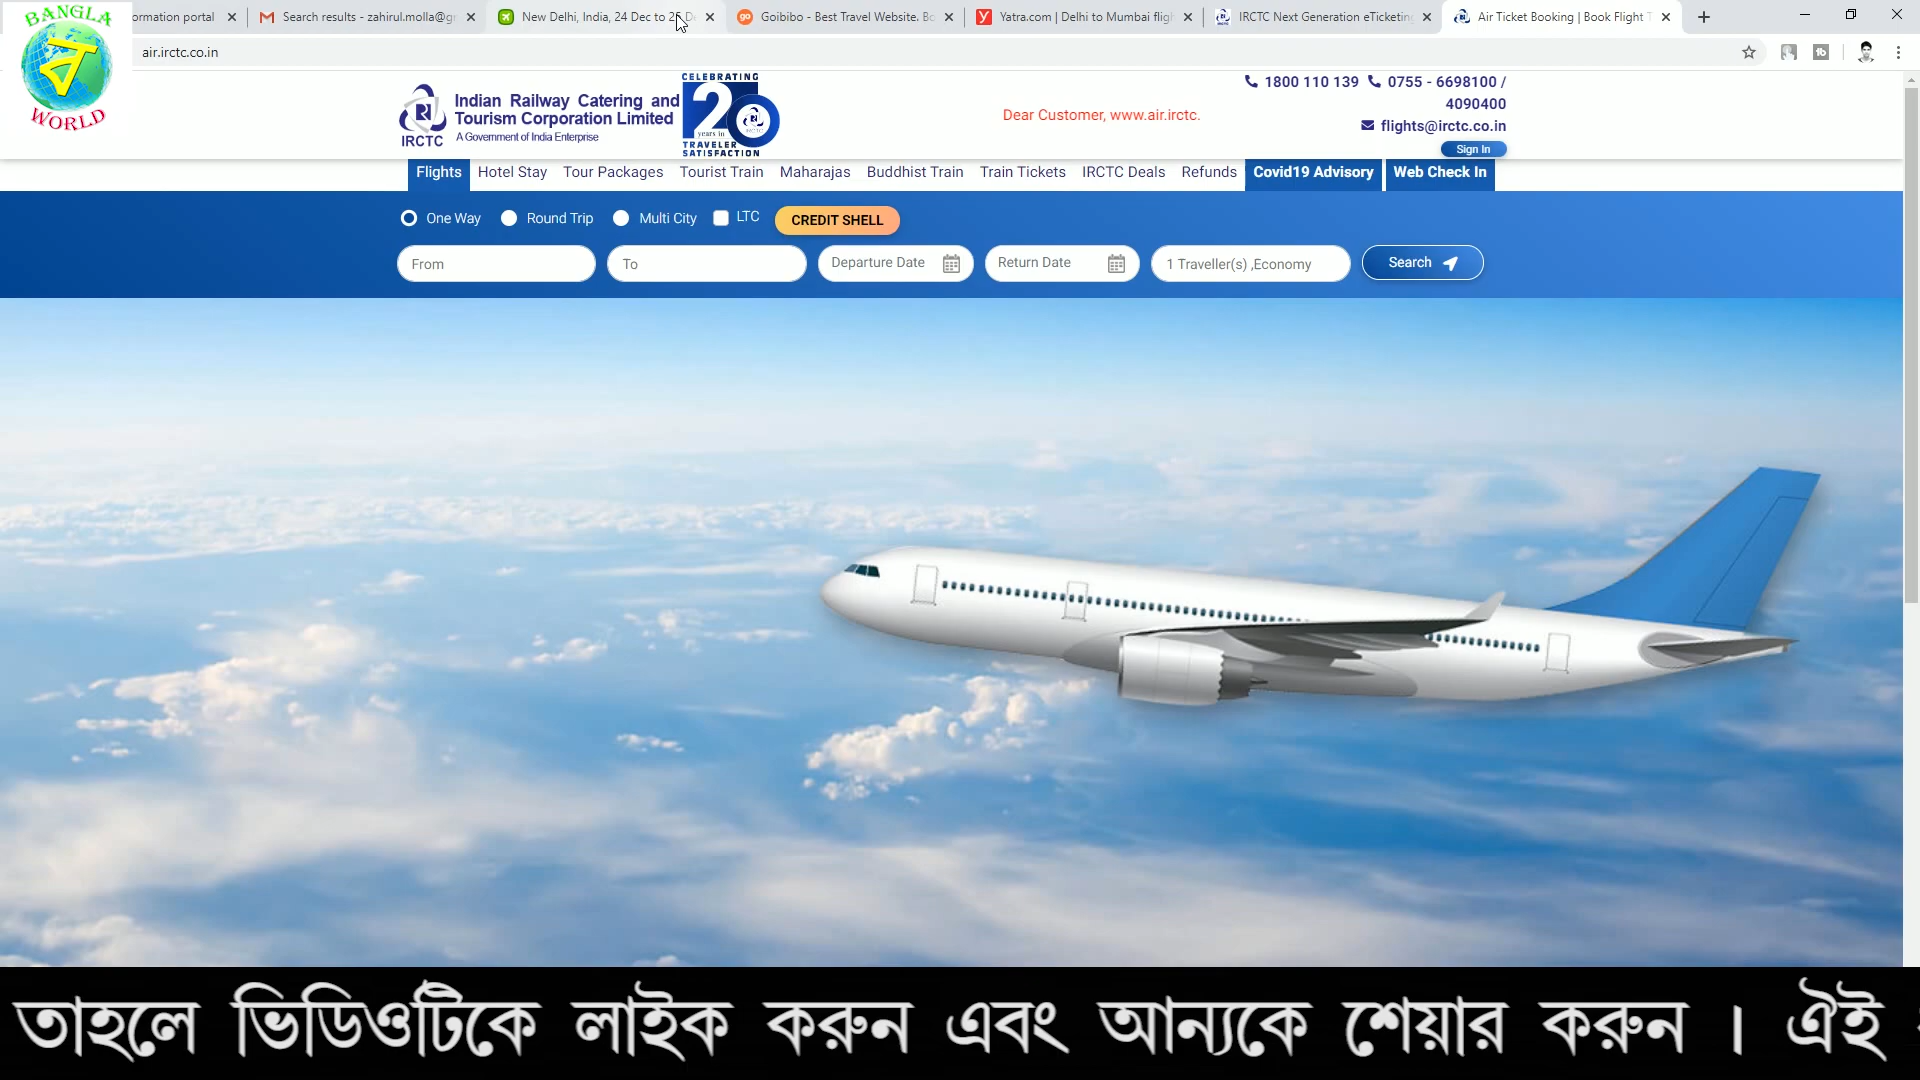 ormation portal
Search results - zahirul.molla@gr
New Delhi, India, 24 Dec to 2
Goibibo - Best Travel Website. Bo
Yatra.com | Delhi to Mumbai fligh
IRCTC Next Generation eTicketing
Air Ticket Booking | Book Flight T
BANGLA
ব
WORLD
air.irctc.co.in
IRCTC
Indian Railway Catering and
Tourism Corporation Limited
A Government of India Enterprise
CELEBRATING
20
years in
IRCTC
TRAVELER
SATISFACTION
Dear Customer, www.air.irctc.
1800 110 139 0755 - 6698100 /
4090400
flights@irctc.co.in
Sign In
Flights Hotel Stay Tour Packages Tourist Train Maharajas Buddhist Train Train Tickets IRCTC Deals Refunds Covid19 Advisory Web Check In
One Way Round Trip Multi City LTC CREDIT SHELL
From To Departure Date Return Date 1 Traveller(s) ,Economy Search
তাহলে ভিডিওটিকে লাইক করুন এবং আন্যকে শেয়ার করুন । ঐই